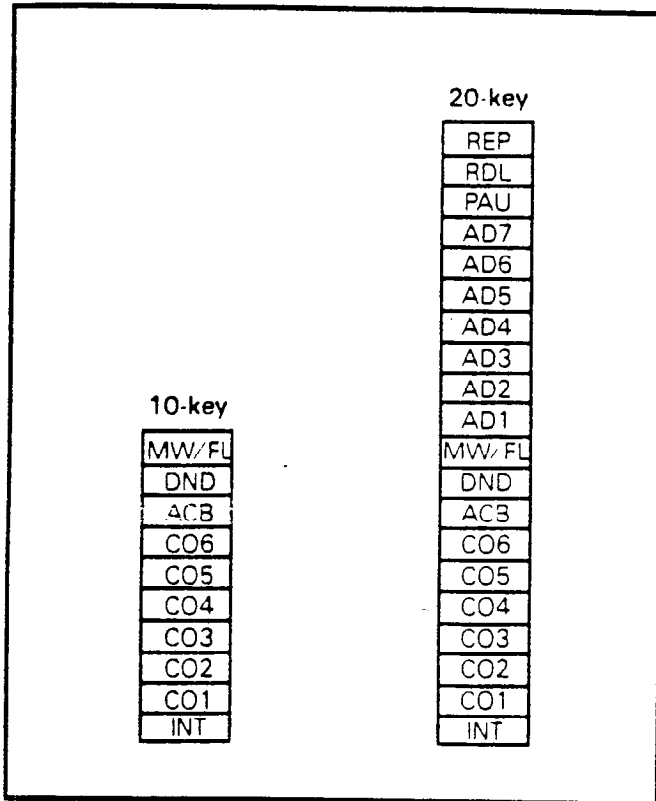 20-key
REP
RDL
PAU
AD7
AD6
AD5
AD4
AD3
AD2
AD1
MW/FL
DND
ACB
CO6
CO5
CO4
CO3
CO2
CO1
INT
10-key
MW/FL
DND
ACB
CO6
CO5
CO4
CO3
CO2
CO1
INT